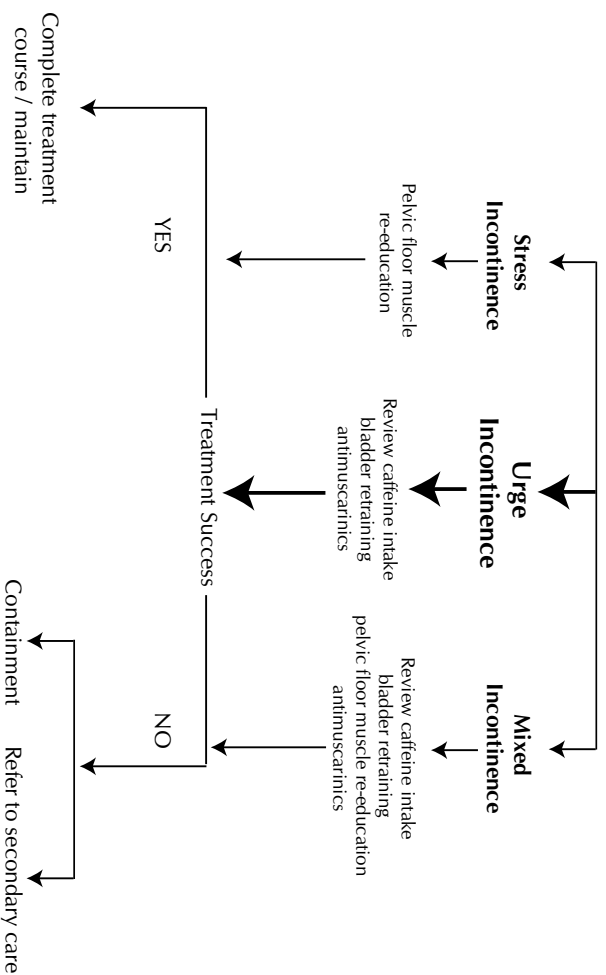 Stress
Incontinence
Urge
Incontinence
Mixed
Incontinence
Pelvic floor muscle
re-education
Review caffeine intake
bladder retraining
antimuscarinics
Review caffeine intake
bladder retraining
pelvic floor muscle re-education
antimuscarinics
Treatment Success
YES
NO
Complete treatment
course / maintain
Containment
Refer to secondary care